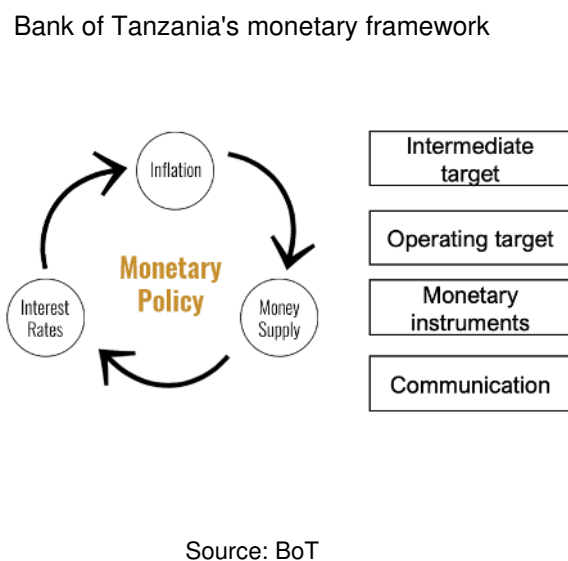 Bank of Tanzania's monetary framework
Inflation
Monetary
Policy
Interest
Rates
Money
Supply
Intermediate
target
Operating target
Monetary
instruments
Communication
Source: BoT